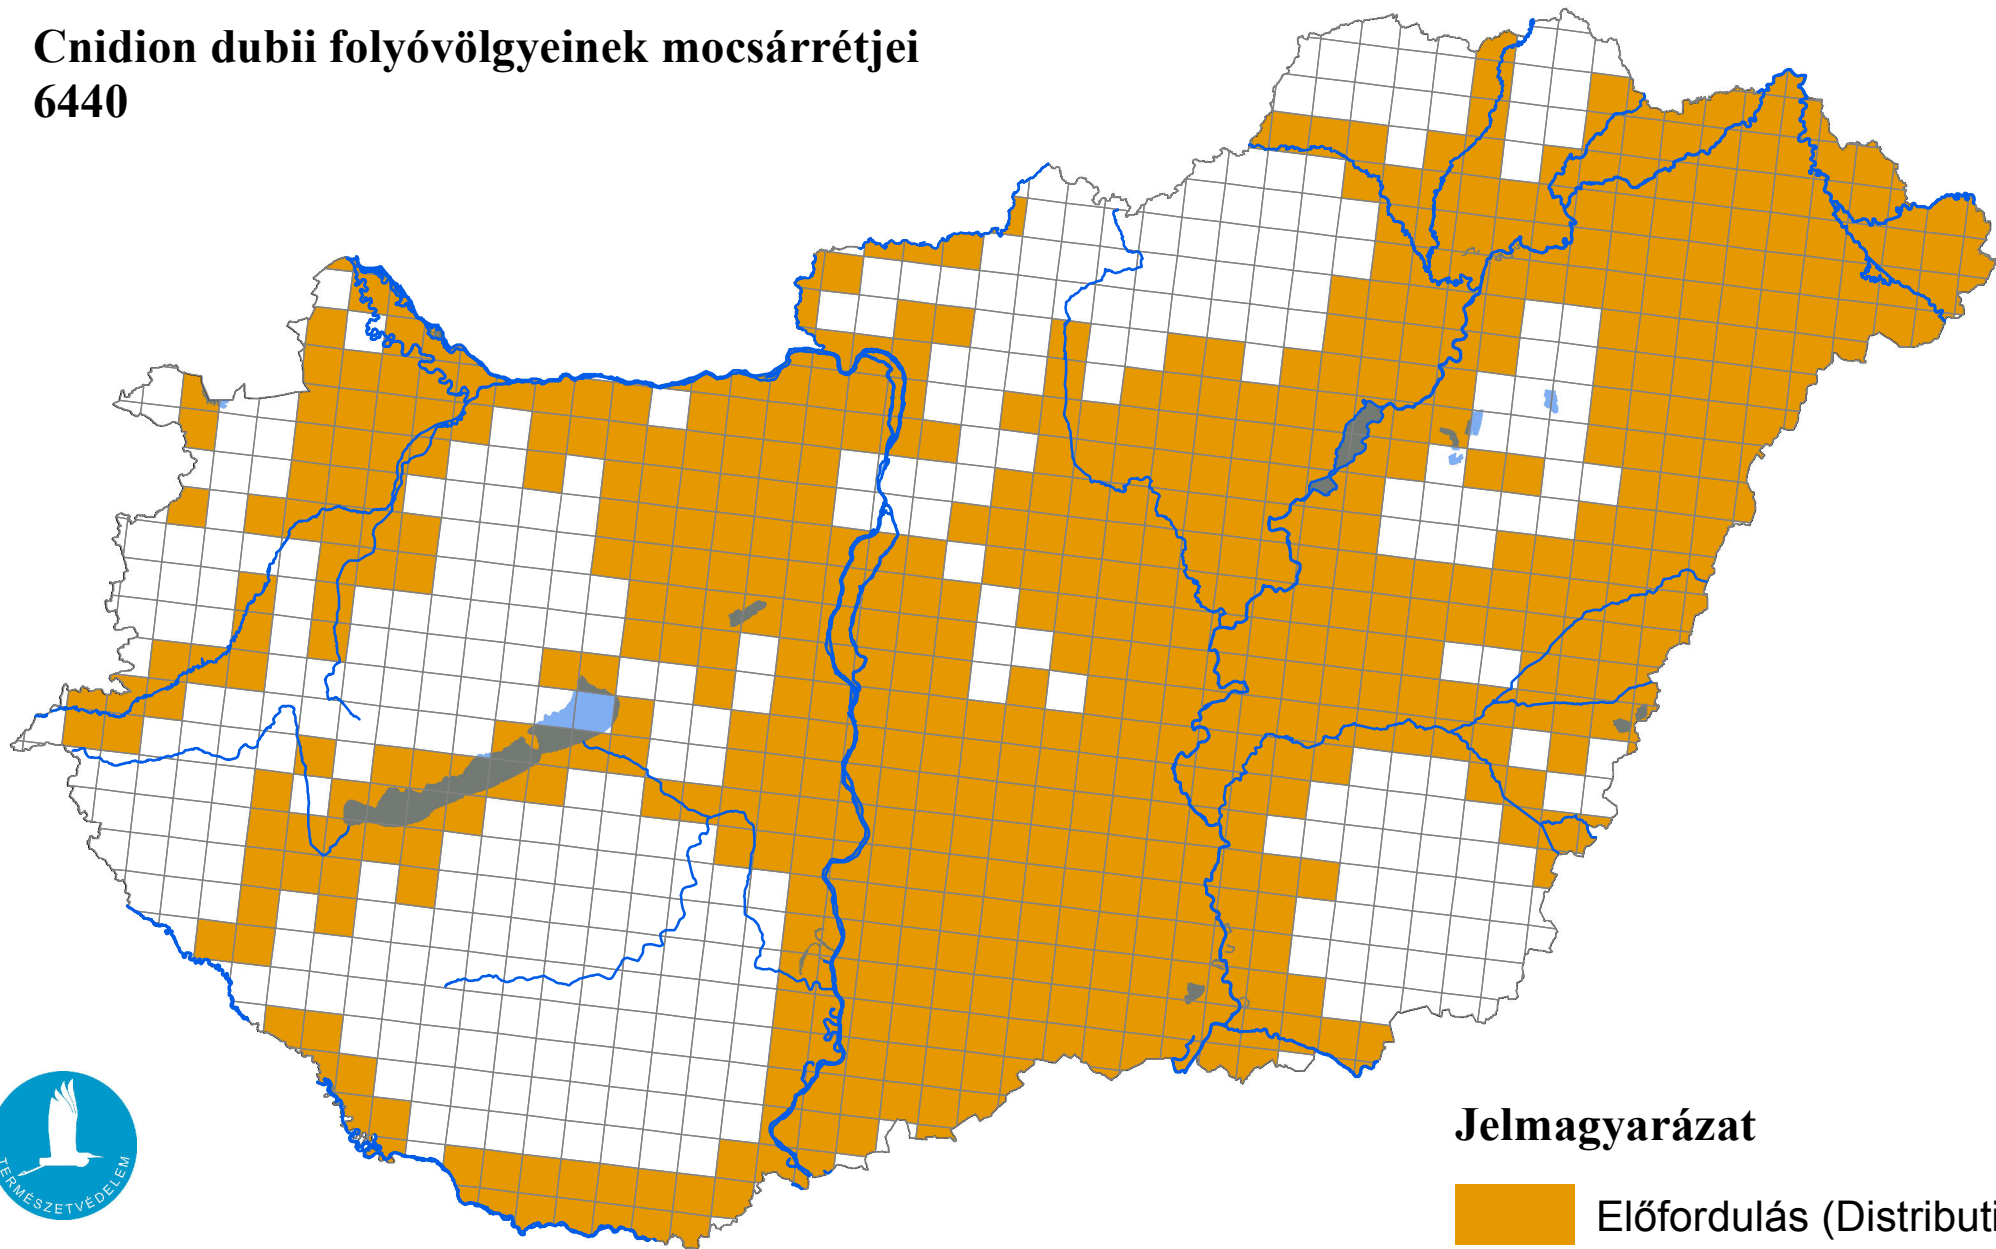 Cnidion dubii folyóvölgyeinek mocsárrétjei
6440
Jelmagyarázat
Előfordulás (Distributi
TERMÉSZETVÉDELEM